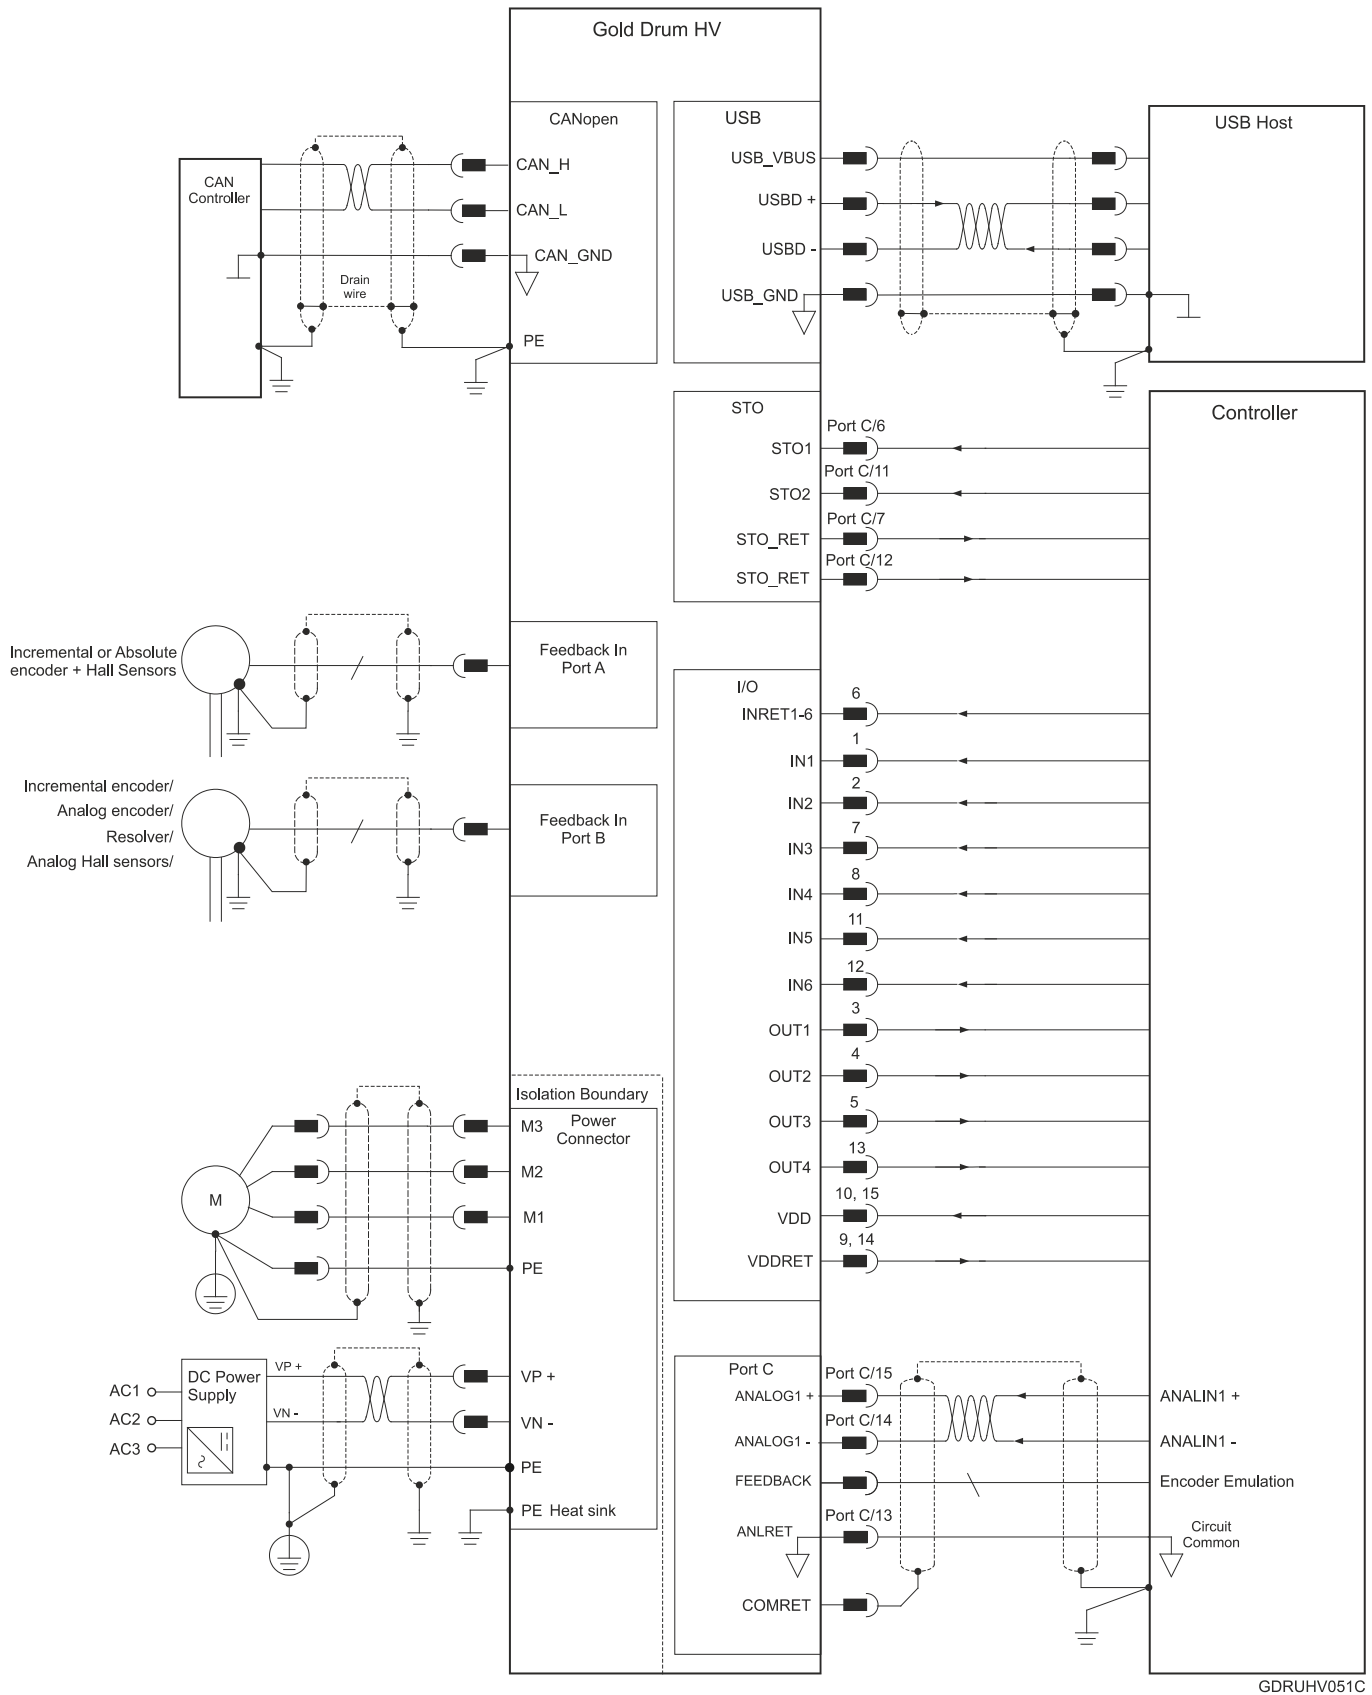 Gold Drum HV
CANopen
CAN_H
CAN_L
CAN_GND
PE
CAN
Controller
Drain
wire
USB
USB_VBUS
USBD +
USBD -
USB_GND
USB Host
STO
STO1
STO2
STO_RET
STO_RET
Port C/6
Port C/11
Port C/7
Port C/12
Controller
Incremental or Absolute
encoder + Hall Sensors
Feedback In
Port A
Incremental encoder/
Analog encoder/
Resolver/
Analog Hall sensors/
Feedback In
Port B
I/O
INRET1-6
6
IN1
1
IN2
2
IN3
7
IN4
8
IN5
11
IN6
12
OUT1
3
OUT2
4
OUT3
5
OUT4
13
VDD
10, 15
VDDRET
9, 14
Isolation Boundary
Power
Connector
M3
M2
M1
PE
M
DC Power
Supply
VP +
VN -
AC1
AC2
AC3
VP +
VN -
PE
PE Heat sink
Port C
ANALOG1 +
ANALOG1 -
FEEDBACK
ANLRET
COMRET
Port C/15
Port C/14
Port C/13
ANALIN1 +
ANALIN1 -
Encoder Emulation
Circuit
Common
GDRUHV051C